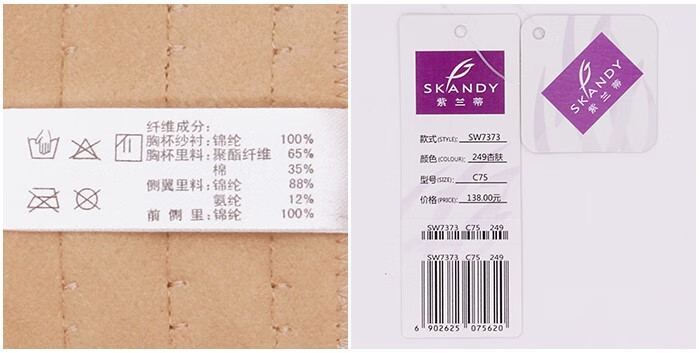 纤维成分:
胸杯纱衬:锦纶 100%
胸杯里料:聚酯纤维 65%
棉 35%
侧翼里料:锦纶 88%
氨纶 12%
前侧里:锦纶 100%
SKANDY
紫兰蒂
款式(STYLE): SW7373
颜色(COLOUR): 249杏肤
型号(SIZE): C75
价格(PRICE): 138.00元
SW7373 C75 249
SW7373 C75 249
6 902625 075620
SKANDY
紫兰蒂